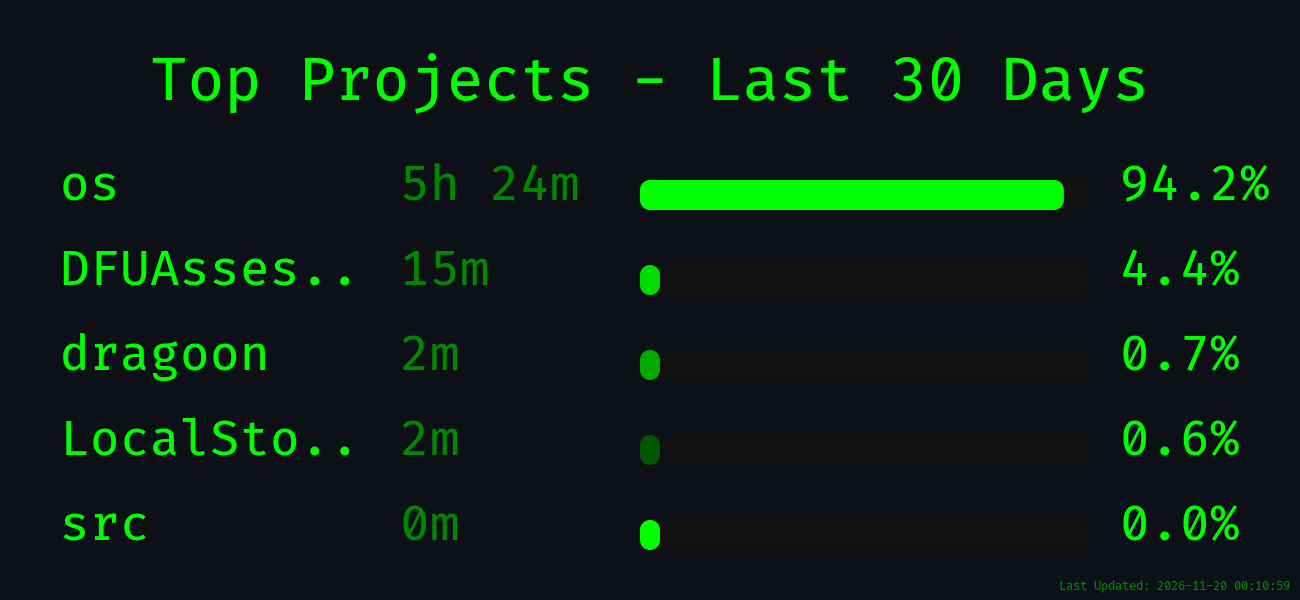 Top Projects - Last 30 Days
os 5h 24m 94.2%
DFUAsses.. 15m 4.4%
dragoon 2m 0.7%
LocalSto.. 2m 0.6%
src 0m 0.0%
Last Updated: 2026-11-20 00:10:59